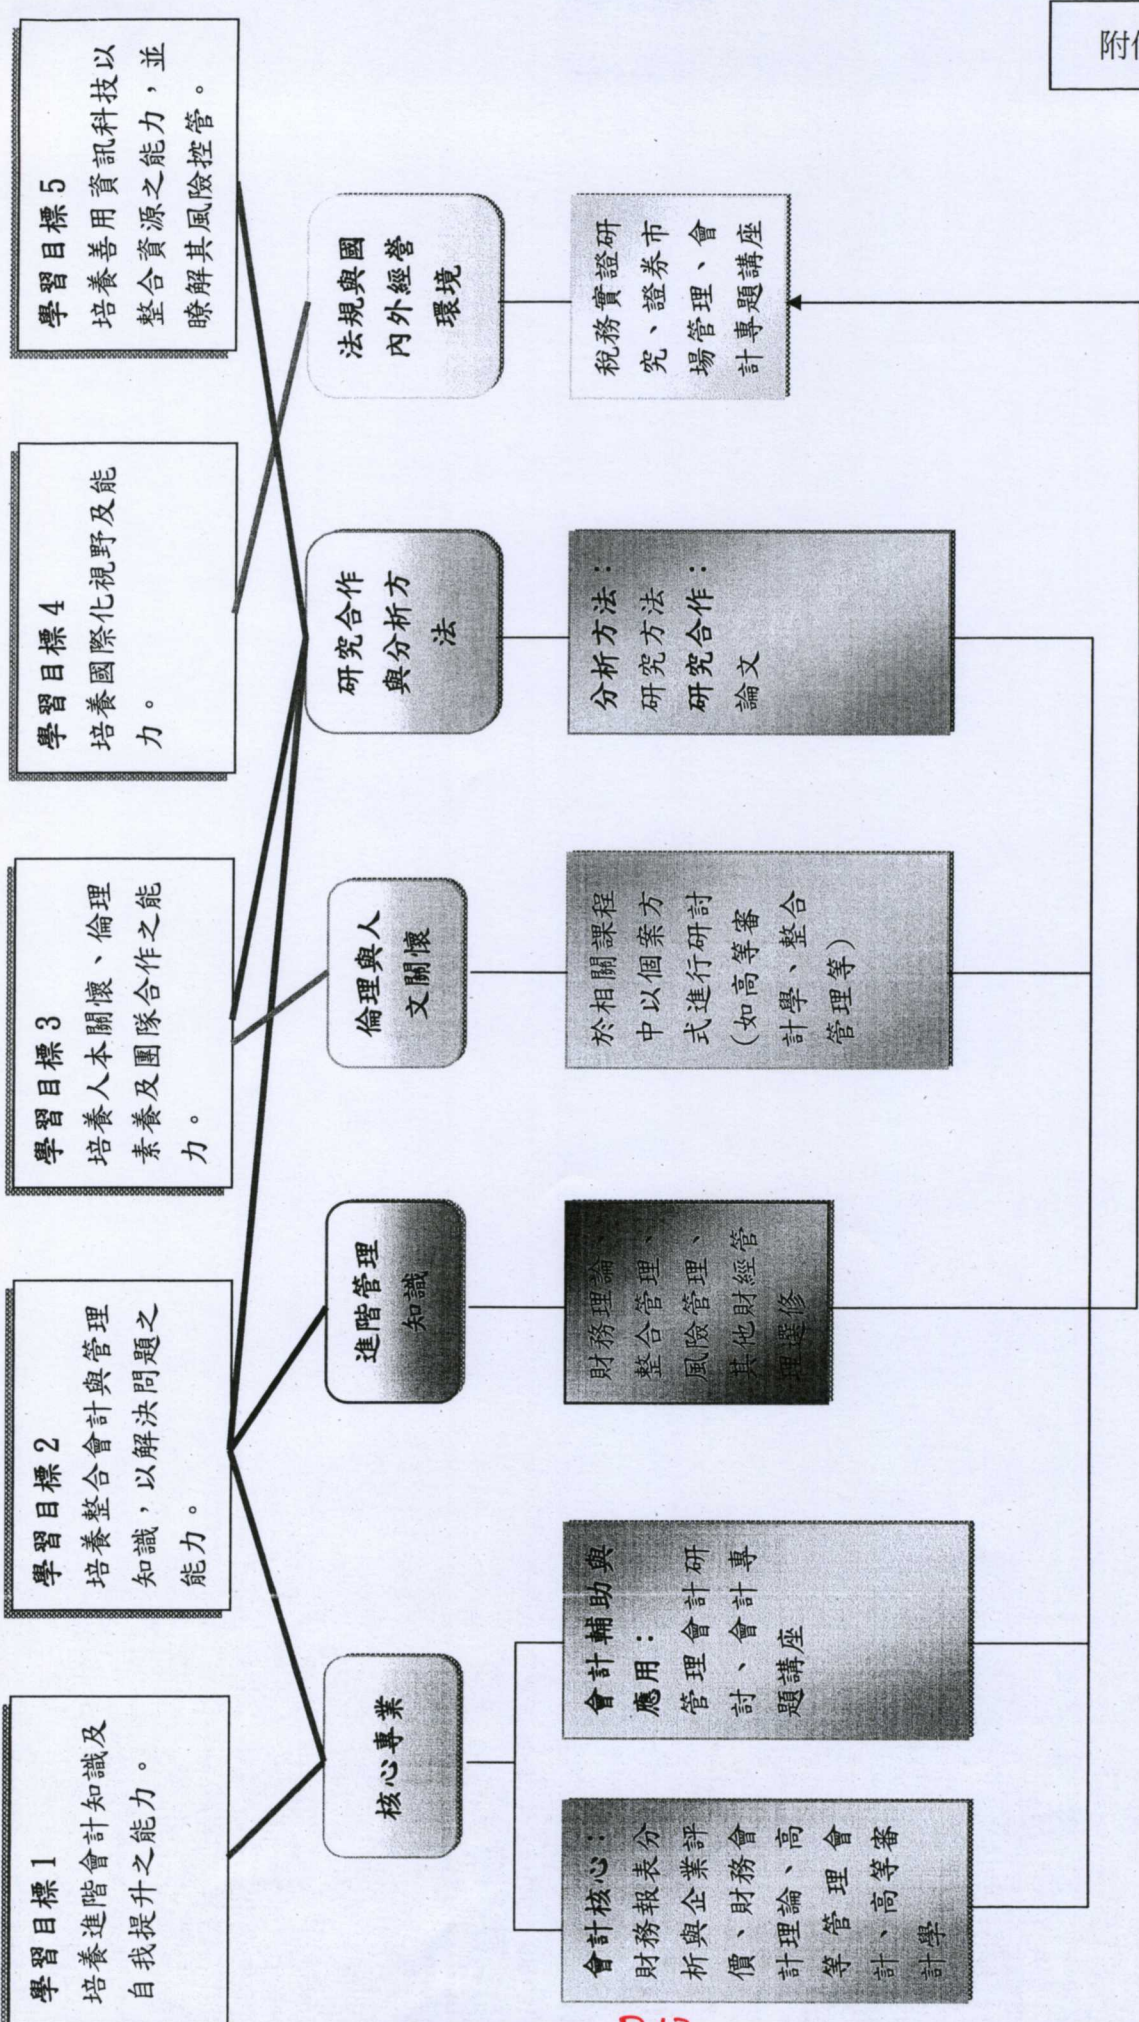 學習目標 1
培養進階會計知識及
自我提升之能力。
學習目標 2
培養整合會計與管理
知識，以解決問題之
能力。
學習目標 3
培養人本關懷、倫理
素養及團隊合作之能
力。
學習目標 4
培養國際化視野及能
力。
學習目標 5
培養善用資訊科技以
整合資源之能力，並
瞭解其風險控管。
核心專業
進階管理
知識
倫理與人
文關懷
研究合作
與分析方
法
法規與國
內外經營
環境
會計核心：
財務報表分
析與企業評
價、財務會
計理論、高
等管理會
計、高等審
計學
會計輔助與
應用：
管理會計研
討、會計專
題講座
財務理論、
整合管理、
風險管理、
其他財經管
理選修
於相關課程
中以個案方
式進行研討
（如高等審
計學、整合
管理等）
分析方法：
研究方法
研究合作：
論文
稅務實證研
究、證券市
場管理、會
計專題講座
附